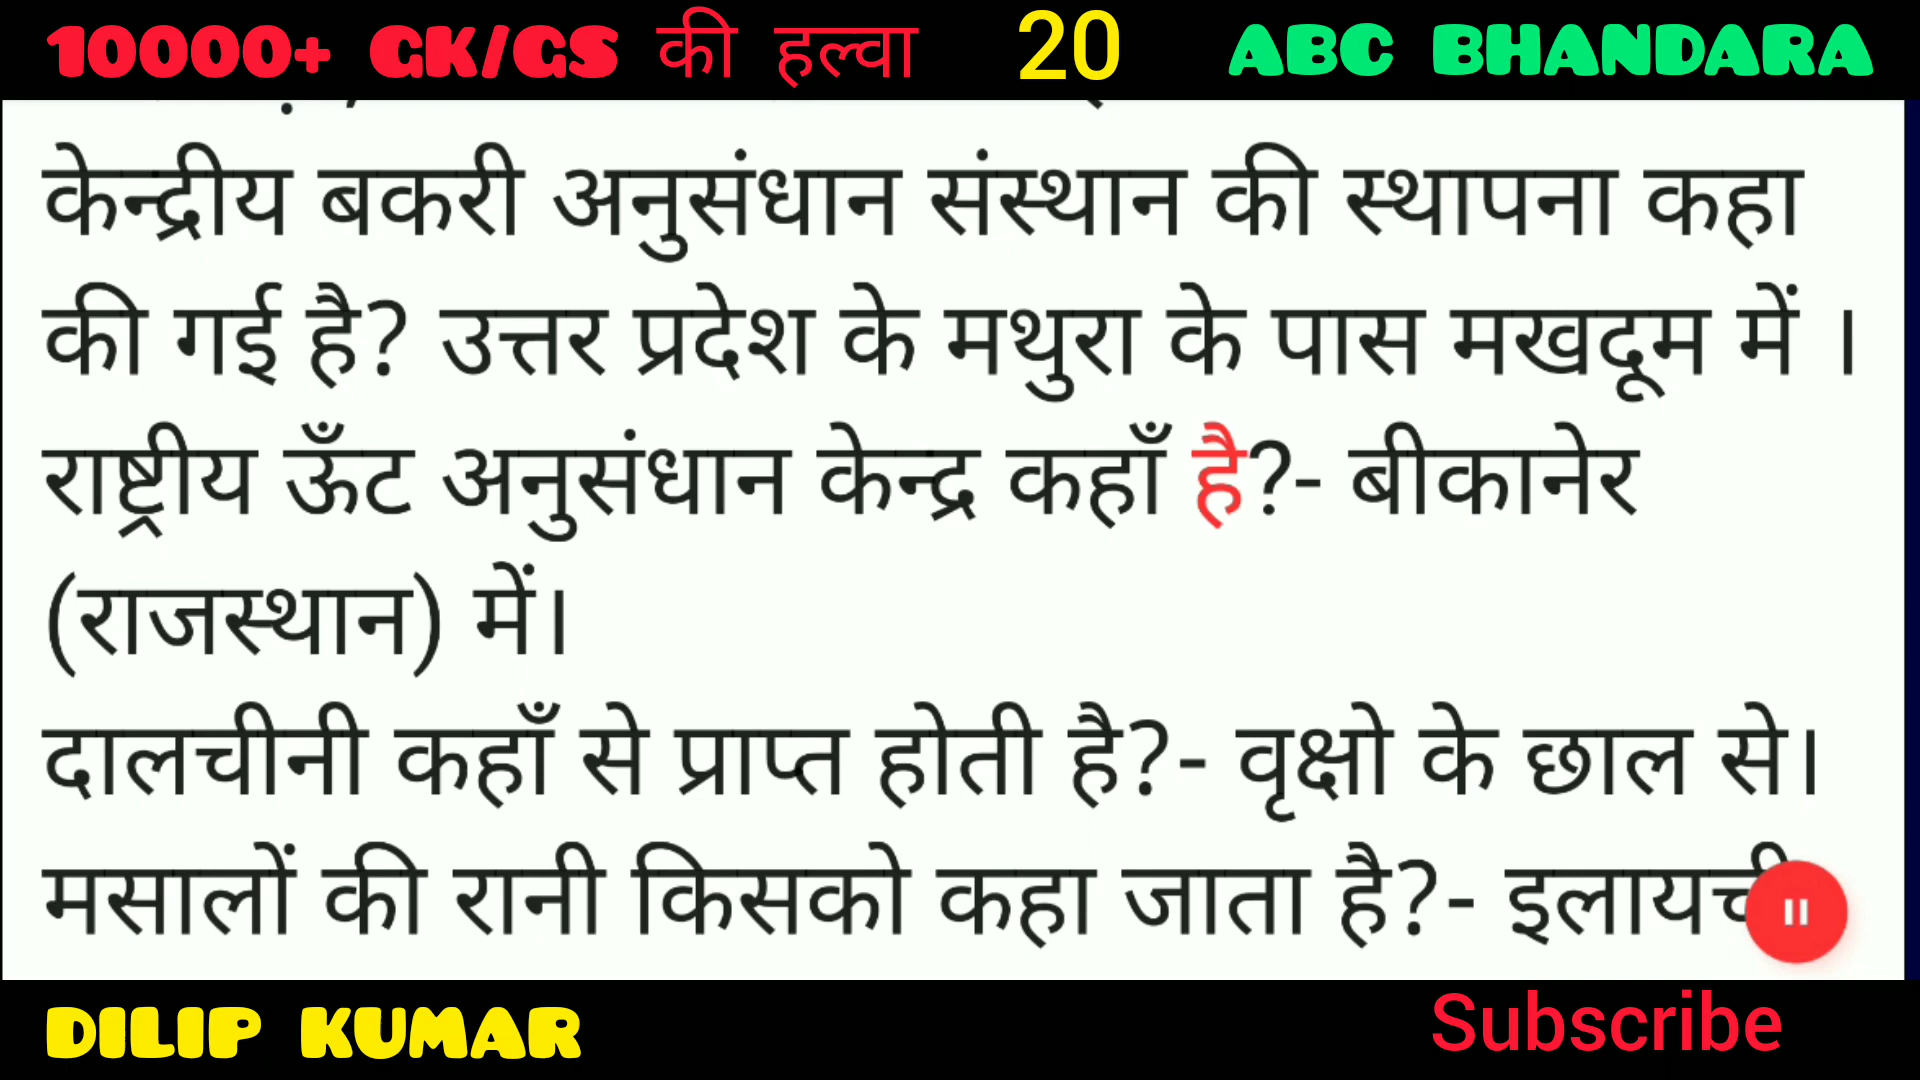 10000+ GK/GS की हल्वा 20 ABC BHANDARA
केन्द्रीय बकरी अनुसंधान संस्थान की स्थापना कहा
की गई है? उत्तर प्रदेश के मथुरा के पास मखदूम में ।
राष्ट्रीय ऊँट अनुसंधान केन्द्र कहाँ है?- बीकानेर
(राजस्थान) में।
दालचीनी कहाँ से प्राप्त होती है?- वृक्षो के छाल से।
मसालों की रानी किसको कहा जाता है?- इलायची
DILIP KUMAR Subscribe